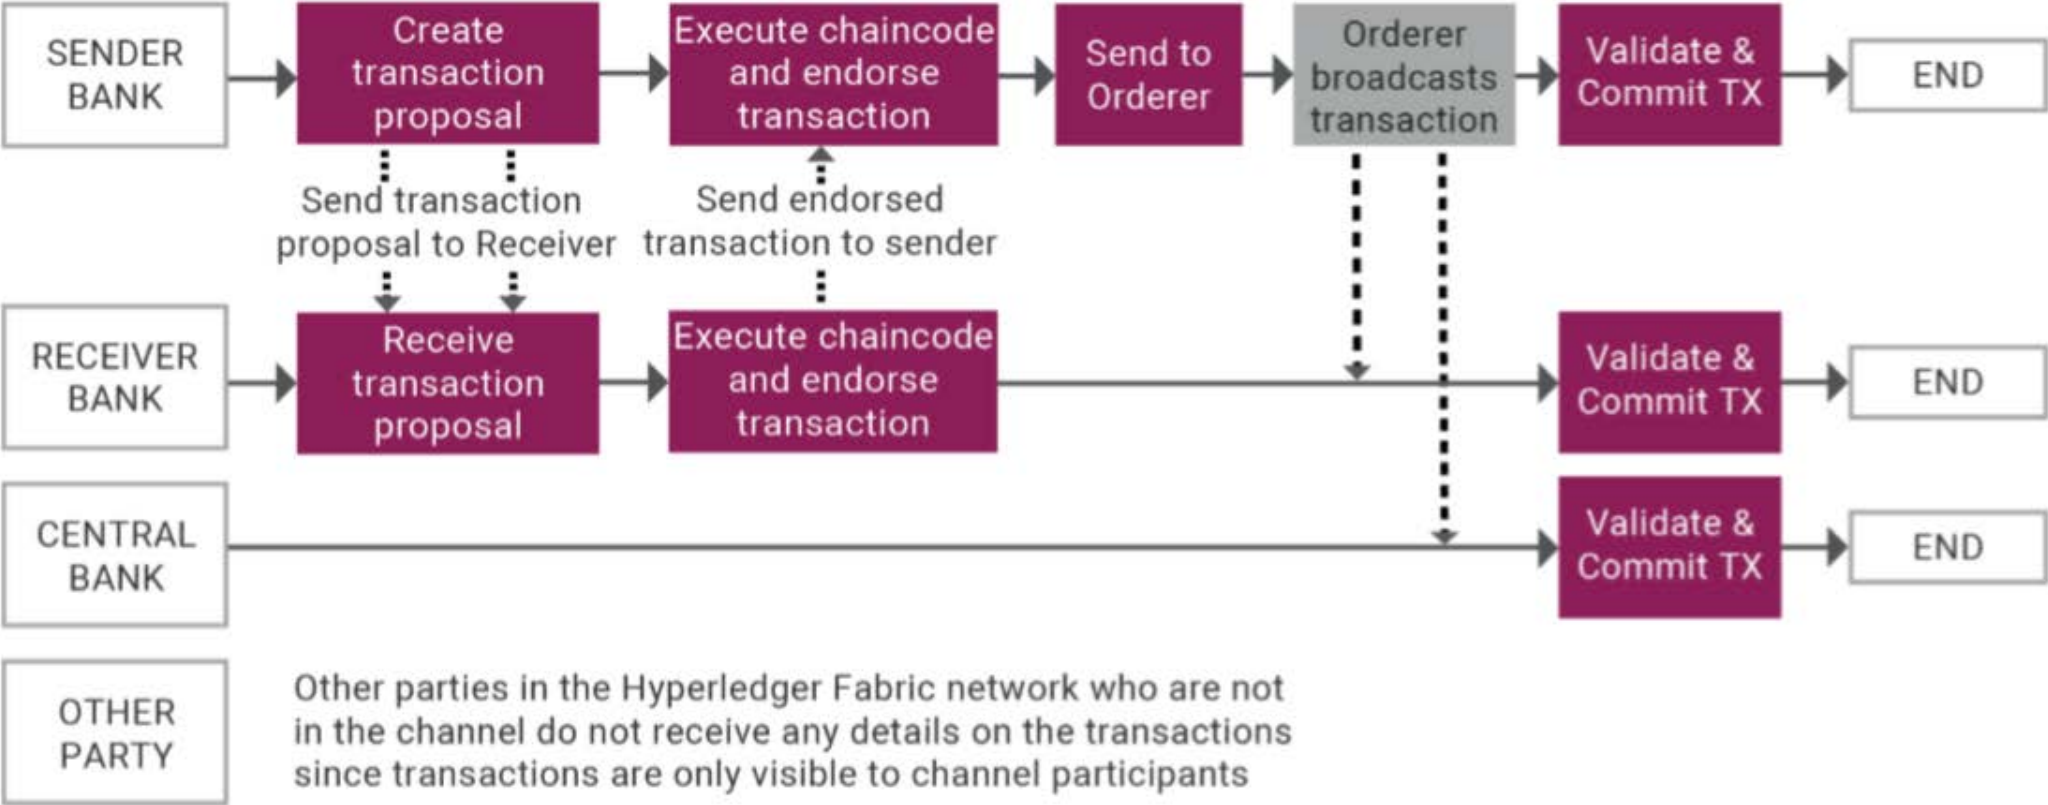 SENDER
BANK
Create
transaction
proposal
Execute chaincode
and endorse
transaction
Send to
Orderer
Orderer
broadcasts
transaction
Validate &
Commit TX
END
Send transaction
proposal to Receiver
Send endorsed
transaction to sender
RECEIVER
BANK
Receive
transaction
proposal
Execute chaincode
and endorse
transaction
Validate &
Commit TX
END
CENTRAL
BANK
Validate &
Commit TX
END
OTHER
PARTY
Other parties in the Hyperledger Fabric network who are not
in the channel do not receive any details on the transactions
since transactions are only visible to channel participants